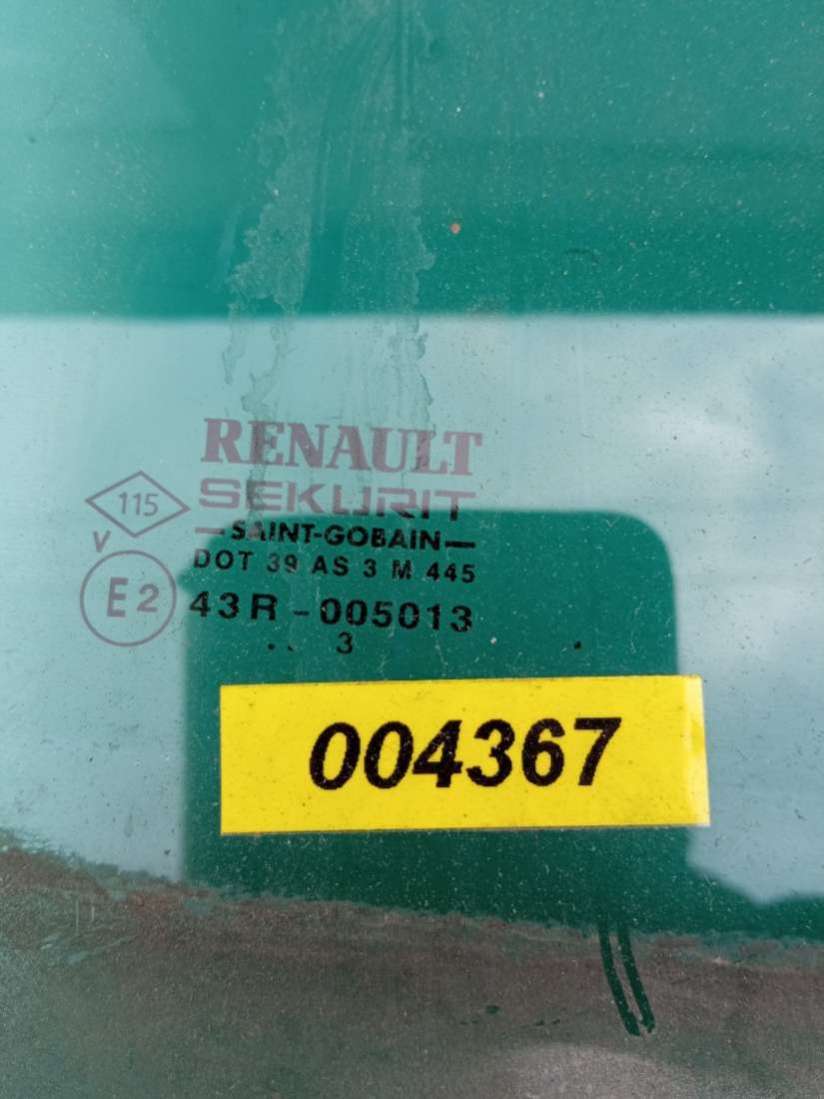 RENAULT
SEKURIT
115
SAINT-GOBAIN
V
DOT 39 AS 3 M 445
E2
43R - 005013
.. 3 .
004367